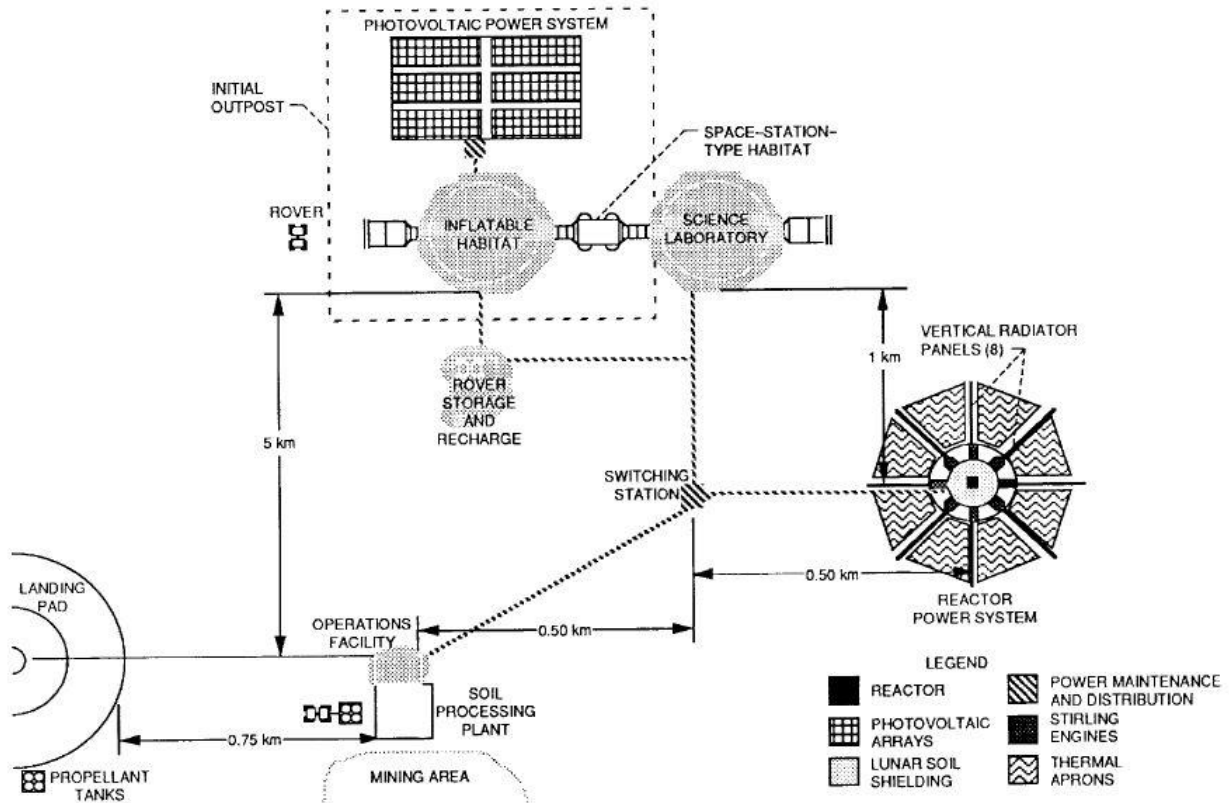 PHOTOVOLTAIC POWER SYSTEM
INITIAL
OUTPOST
SPACE-STATION-
TYPE HABITAT
ROVER
INFLATABLE
HABITAT
SCIENCE
LABORATORY
VERTICAL RADIATOR
PANELS (8)
1 km
ROVER
STORAGE
AND
RECHARGE
5 km
SWITCHING
STATION
0.50 km
REACTOR
POWER SYSTEM
LANDING
PAD
OPERATIONS
FACILITY
0.50 km
SOIL
PROCESSING
PLANT
0.75 km
MINING AREA
PROPELLANT
TANKS
LEGEND
REACTOR
PHOTOVOLTAIC
ARRAYS
LUNAR SOIL
SHIELDING
POWER MAINTENANCE
AND DISTRIBUTION
STIRLING
ENGINES
THERMAL
APRONS